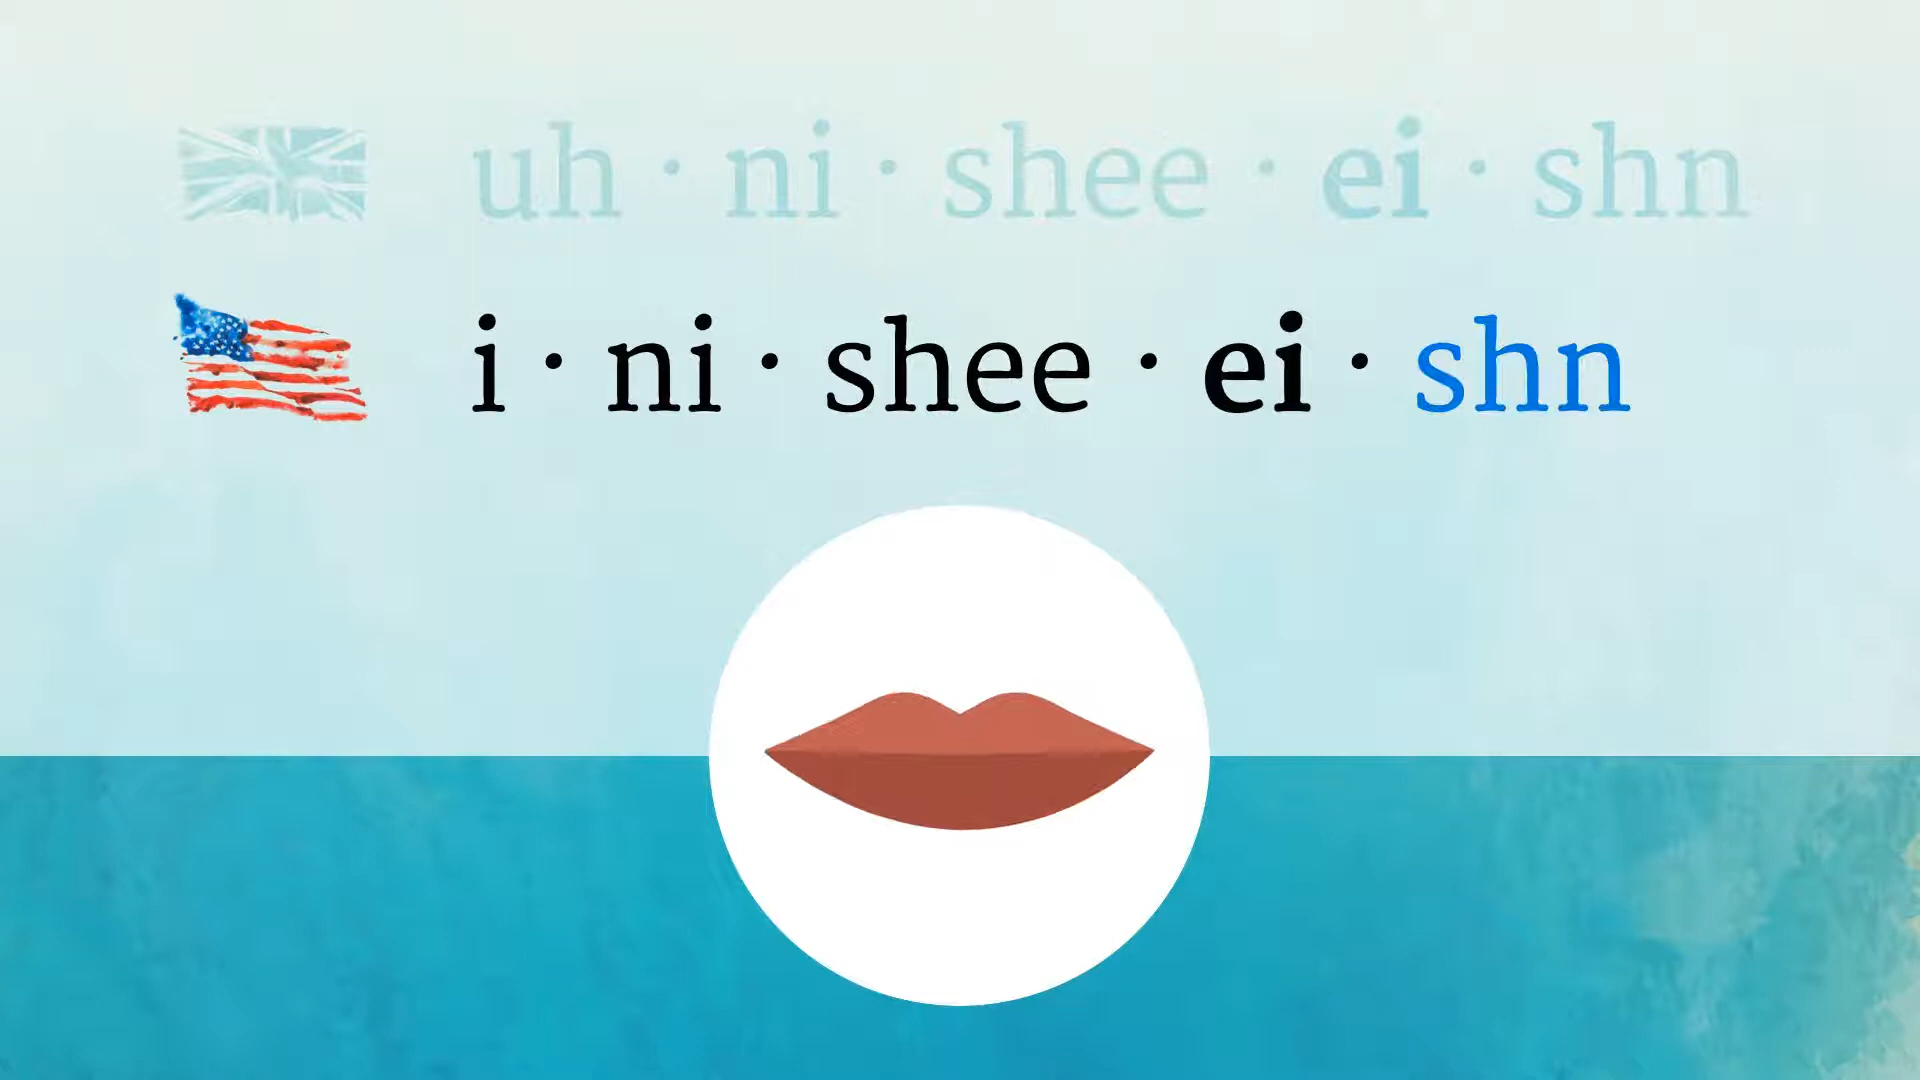 uh · ni · shee · ei · shn
i · ni · shee · ei · shn